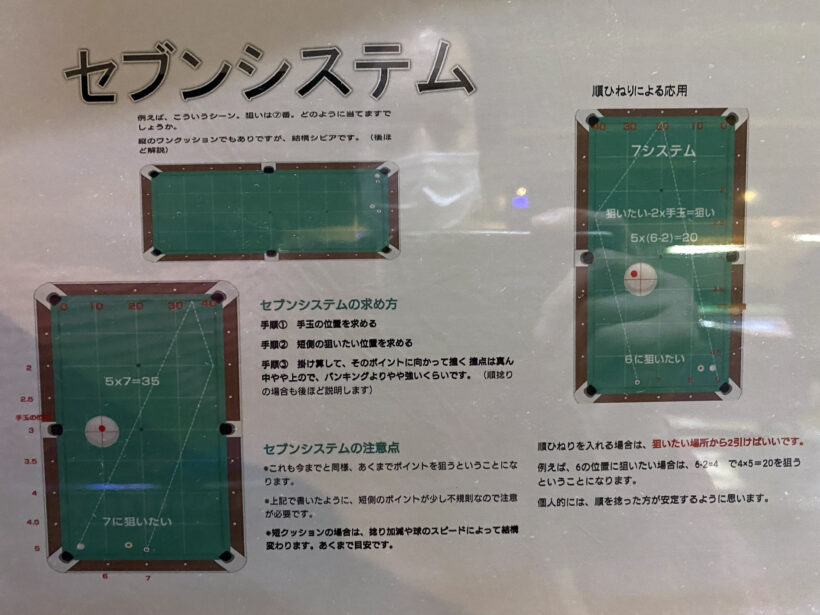 セブンシステム
例えば、こういうシーン。狙いは⑦番。どのように当てますで
しょうか。
縦のワンクッションでもありですが、結構シビアです。（後ほ
ど解説）
0 10 20 30 40
5x7=35
2
2.5
手玉の位
3
3.5
4
4.5
5
7に狙いたい
6
7
セブンシステムの求め方
手順① 手玉の位置を求める
手順② 短側の狙いたい位置を求める
手順③ 掛け算して、そのポイントに向かって撞く 撞点は真ん
中やや上ので、バンキングよりやや強いくらいです。（順捻り
の場合も後ほど説明します）
セブンシステムの注意点
*これも今までと同様、あくまでポイントを狙うということにな
ります。
*上記で書いたように、短側のポイントが少し不規則なので注意
が必要です。
*短クッションの場合は、捻り加減や球のスピードによって結構
変わります。あくまで目安です。
順ひねりによる応用
30
10 0
7システム
狙いたい-2x手玉=狙い
5x(6-2)=20
6に狙いたい
順ひねりを入れる場合は、狙いたい場所から2引けばいいです。
例えば、6の位置に狙いたい場合は、6-2=4 で4×5＝20を狙う
ということになります。
個人的には、順を捻った方が安定するように思います。